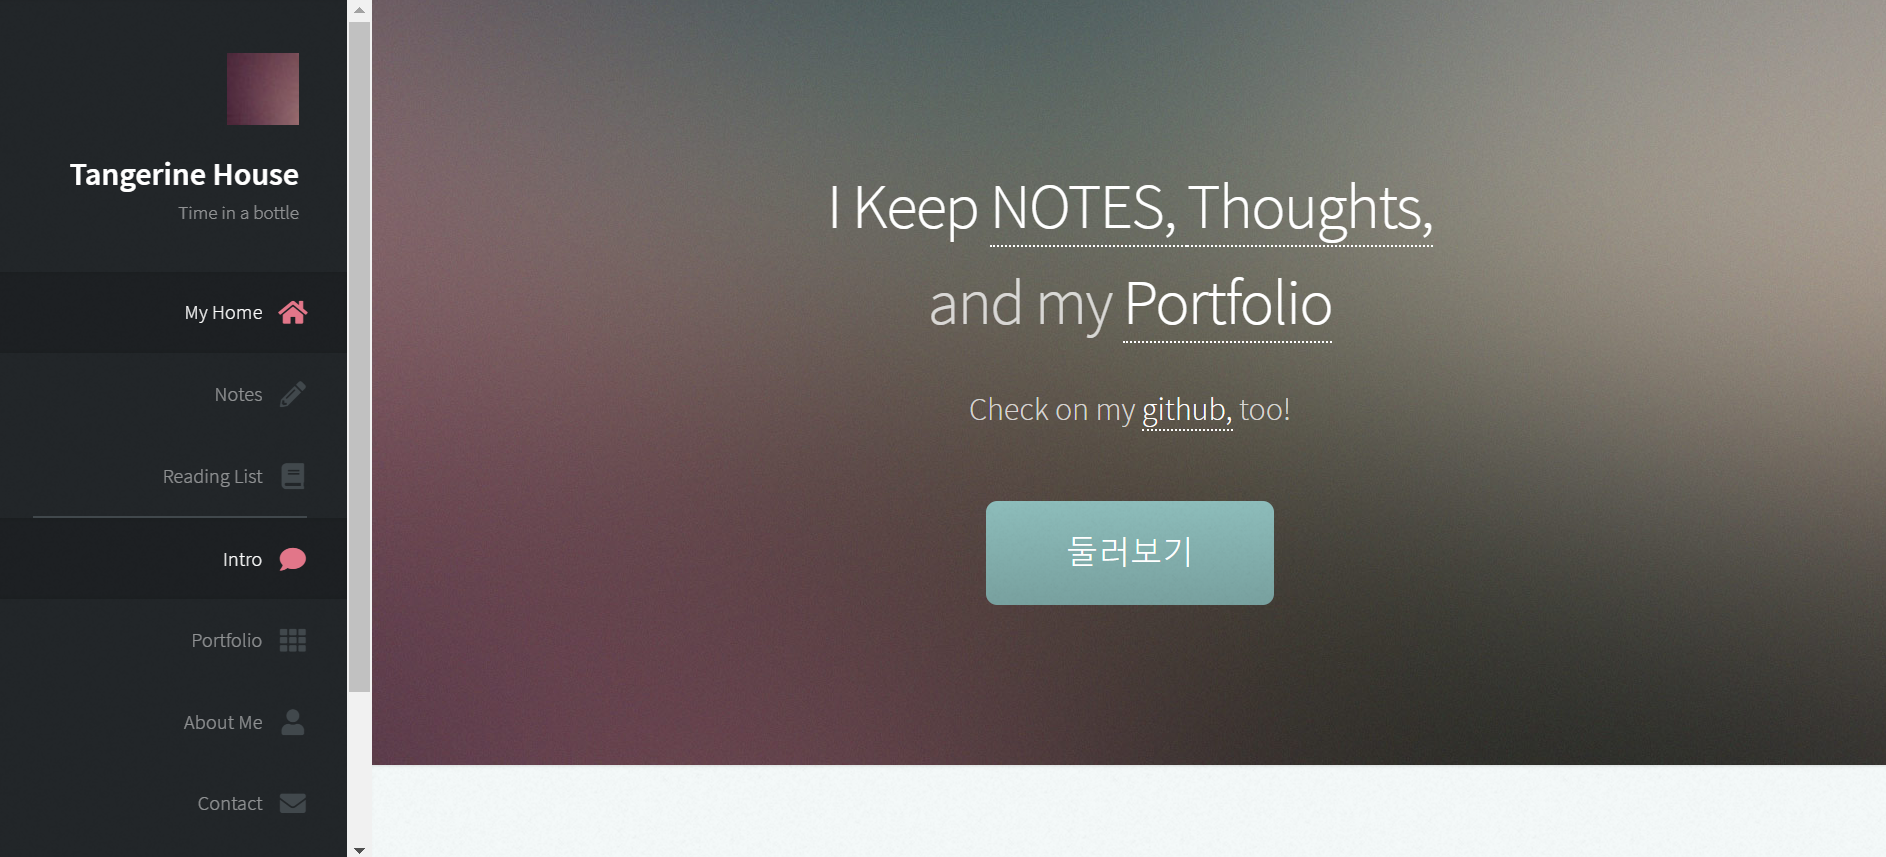 Tangerine House
Time in a bottle
My Home
Notes
Reading List
Intro
Portfolio
About Me
Contact
I Keep NOTES, Thoughts,
and my Portfolio
Check on my github, too!
둘러보기